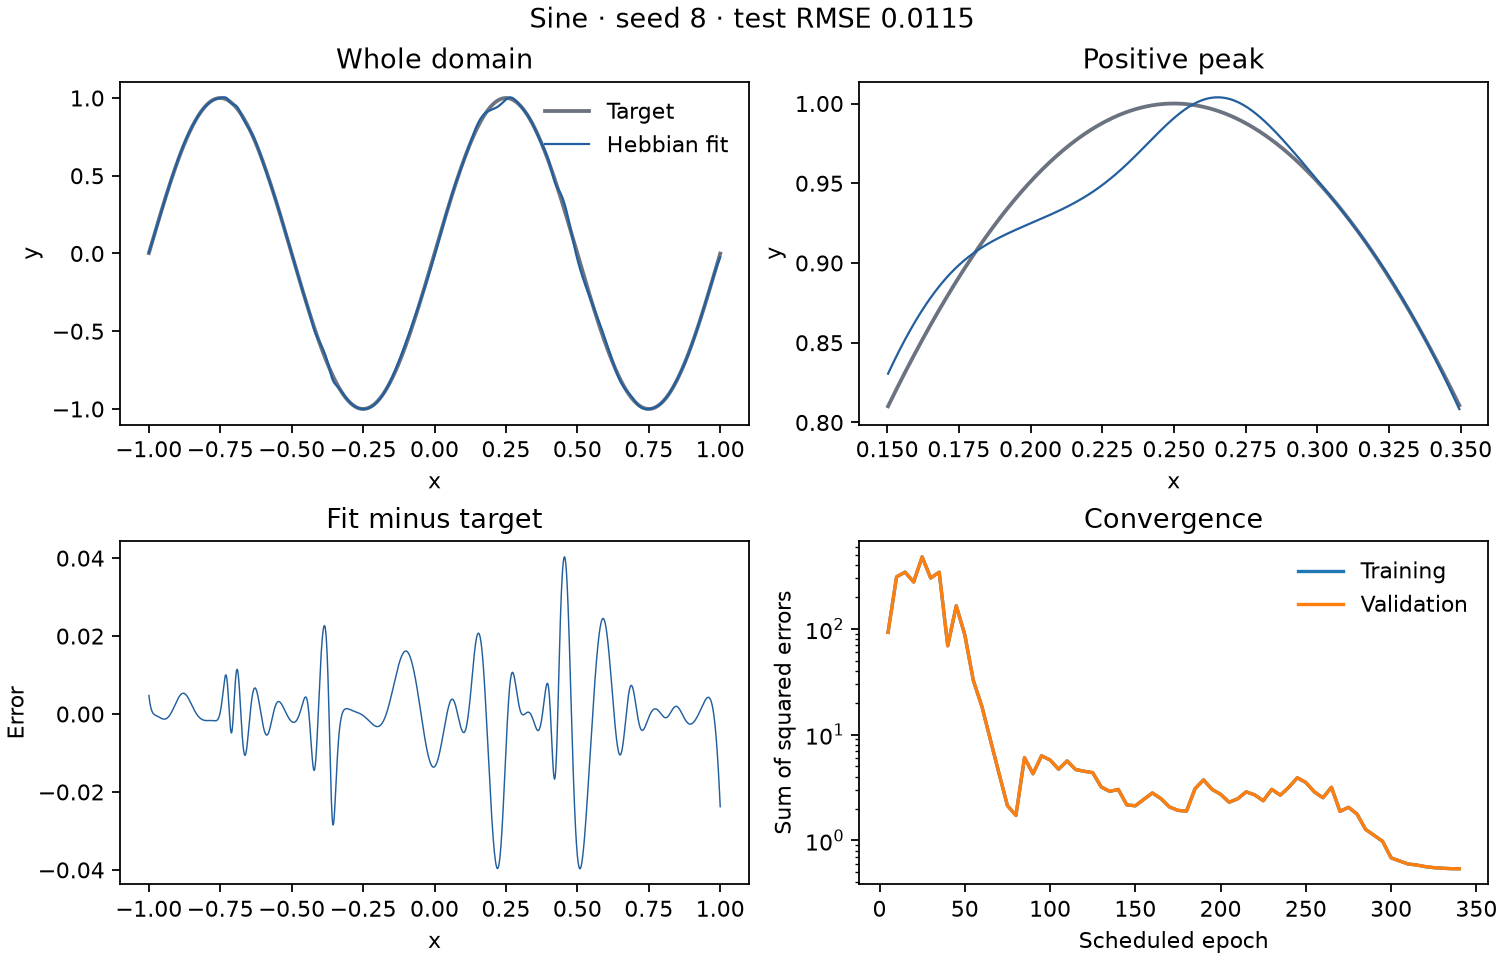 Sine · seed 8 · test RMSE 0.0115
Whole domain
1.0
0.5
0.0
−0.5
−1.0
y
Target
Hebbian fit
−1.00 −0.75 −0.50 −0.25 0.00 0.25 0.50 0.75 1.00
x
Positive peak
1.00
0.95
0.90
0.85
0.80
y
0.150 0.175 0.200 0.225 0.250 0.275 0.300 0.325 0.350
x
Fit minus target
0.04
0.02
0.00
−0.02
−0.04
Error
−1.00 −0.75 −0.50 −0.25 0.00 0.25 0.50 0.75 1.00
x
Convergence
Training
Validation
10²
10¹
10⁰
Sum of squared errors
0 50 100 150 200 250 300 350
Scheduled epoch